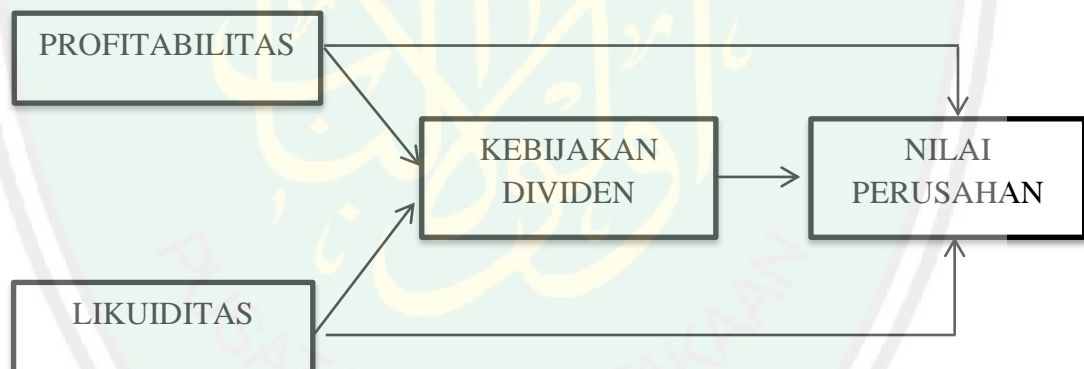 PROFITABILITAS
KEBIJAKAN
DIVIDEN
NILAI
PERUSAHAN
LIKUIDITAS